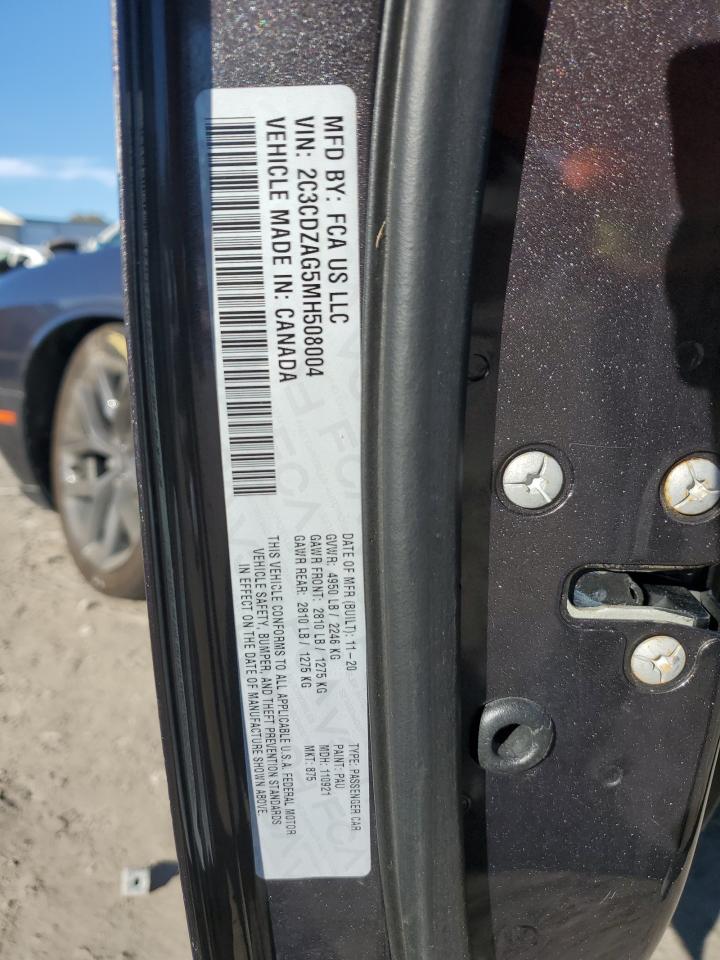 MFD BY: FCA US LLC
VIN: 2C3CDZAG5MH508004
VEHICLE MADE IN: CANADA
DATE OF MFR (BUILT): 11-20
GVWR: 4950 LB / 2246 KG
GAWR FRONT: 2810 LB / 1275 KG
GAWR REAR: 2810 LB / 1275 KG
TYPE: PASSENGER CAR
PAINT: PAU
MDH: 110921
MKT: 875
THIS VEHICLE CONFORMS TO ALL APPLICABLE U.S.A. FEDERAL MOTOR
VEHICLE SAFETY, BUMPER, AND THEFT PREVENTION STANDARDS
IN EFFECT ON THE DATE OF MANUFACTURE SHOWN ABOVE.